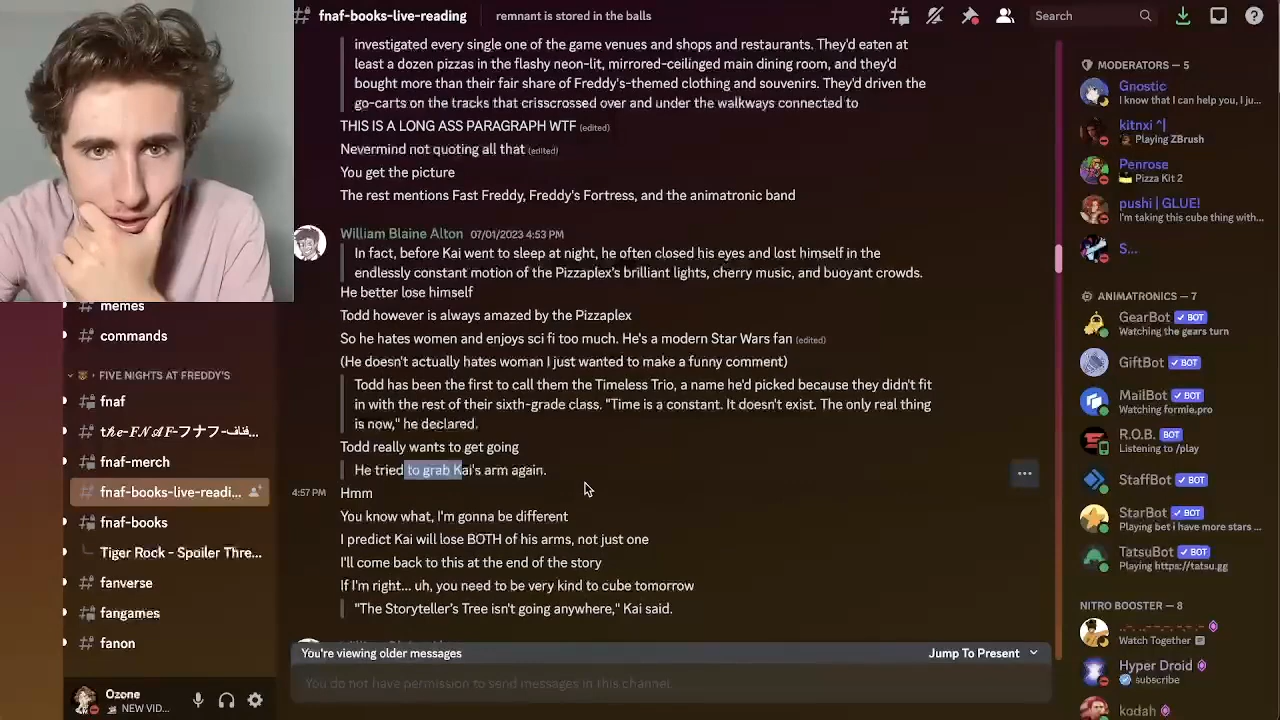 fnaf-books-live-reading
remnant is stored in the balls
Search
investigated every single one of the game venues and shops and restaurants. They'd eaten at
least a dozen pizzas in the flashy neon-lit, mirrored-ceilinged main dining room, and they'd
bought more than their fair share of Freddy's-themed clothing and souvenirs. They'd driven the
go-carts on the tracks that crisscrossed over and under the walkways connected to
THIS IS A LONG ASS PARAGRAPH WTF (edited)
Nevermind not quoting all that (edited)
You get the picture
The rest mentions Fast Freddy, Freddy's Fortress, and the animatronic band
William Blaine Alton 07/01/2023 4:53 PM
In fact, before Kai went to sleep at night, he often closed his eyes and lost himself in the
endlessly constant motion of the Pizzaplex's brilliant lights, cherry music, and buoyant crowds.
He better lose himself
Todd however is always amazed by the Pizzaplex
So he hates women and enjoys sci fi too much. He's a modern Star Wars fan (edited)
(He doesn't actually hates woman I just wanted to make a funny comment)
Todd has been the first to call them the Timeless Trio, a name he'd picked because they didn't fit
in with the rest of their sixth-grade class. "Time is a constant. It doesn't exist. The only real thing
is now," he declared.
Todd really wants to get going
He tried to grab Kai's arm again.
4:57 PM Hmm
You know what, I'm gonna be different
I predict Kai will lose BOTH of his arms, not just one
I'll come back to this at the end of the story
If I'm right... uh, you need to be very kind to cube tomorrow
"The Storyteller's Tree isn't going anywhere," Kai said.
You're viewing older messages
Jump To Present
You do not have permission to send messages in this channel.
memes
commands
FIVE NIGHTS AT FREDDY'S
fnaf
fnaf-merch
fnaf-books-live-readi...
fnaf-books
Tiger Rock - Spoiler Thre...
fanverse
fangames
fanon
Ozone
NEW VID...
MODERATORS — 5
Gnostic
I know that I can help you, I ju...
kitnxi ^|
Playing ZBrush
Penrose
Pizza Kit 2
pushi | GLUE!
I'm taking this cube thing with...
S...
ANIMATRONICS — 7
GearBot BOT
Watching the gears turn
GiftBot BOT
MailBot BOT
Watching formie.pro
R.O.B. BOT
Listening to /help
StaffBot BOT
StarBot BOT
Playing bet i have more stars ...
TatsuBot BOT
Playing https://tatsu.gg
NITRO BOOSTER — 8
Watch Together
Hyper Droid
subscribe
kodah